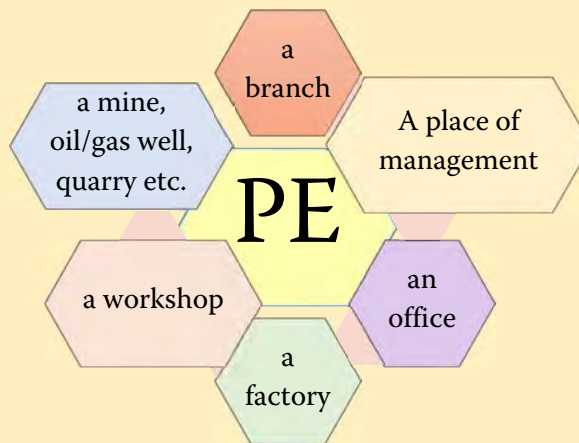 a
branch
a mine,
oil/gas well,
quarry etc.
A place of
management
PE
a workshop
an
office
a
factory